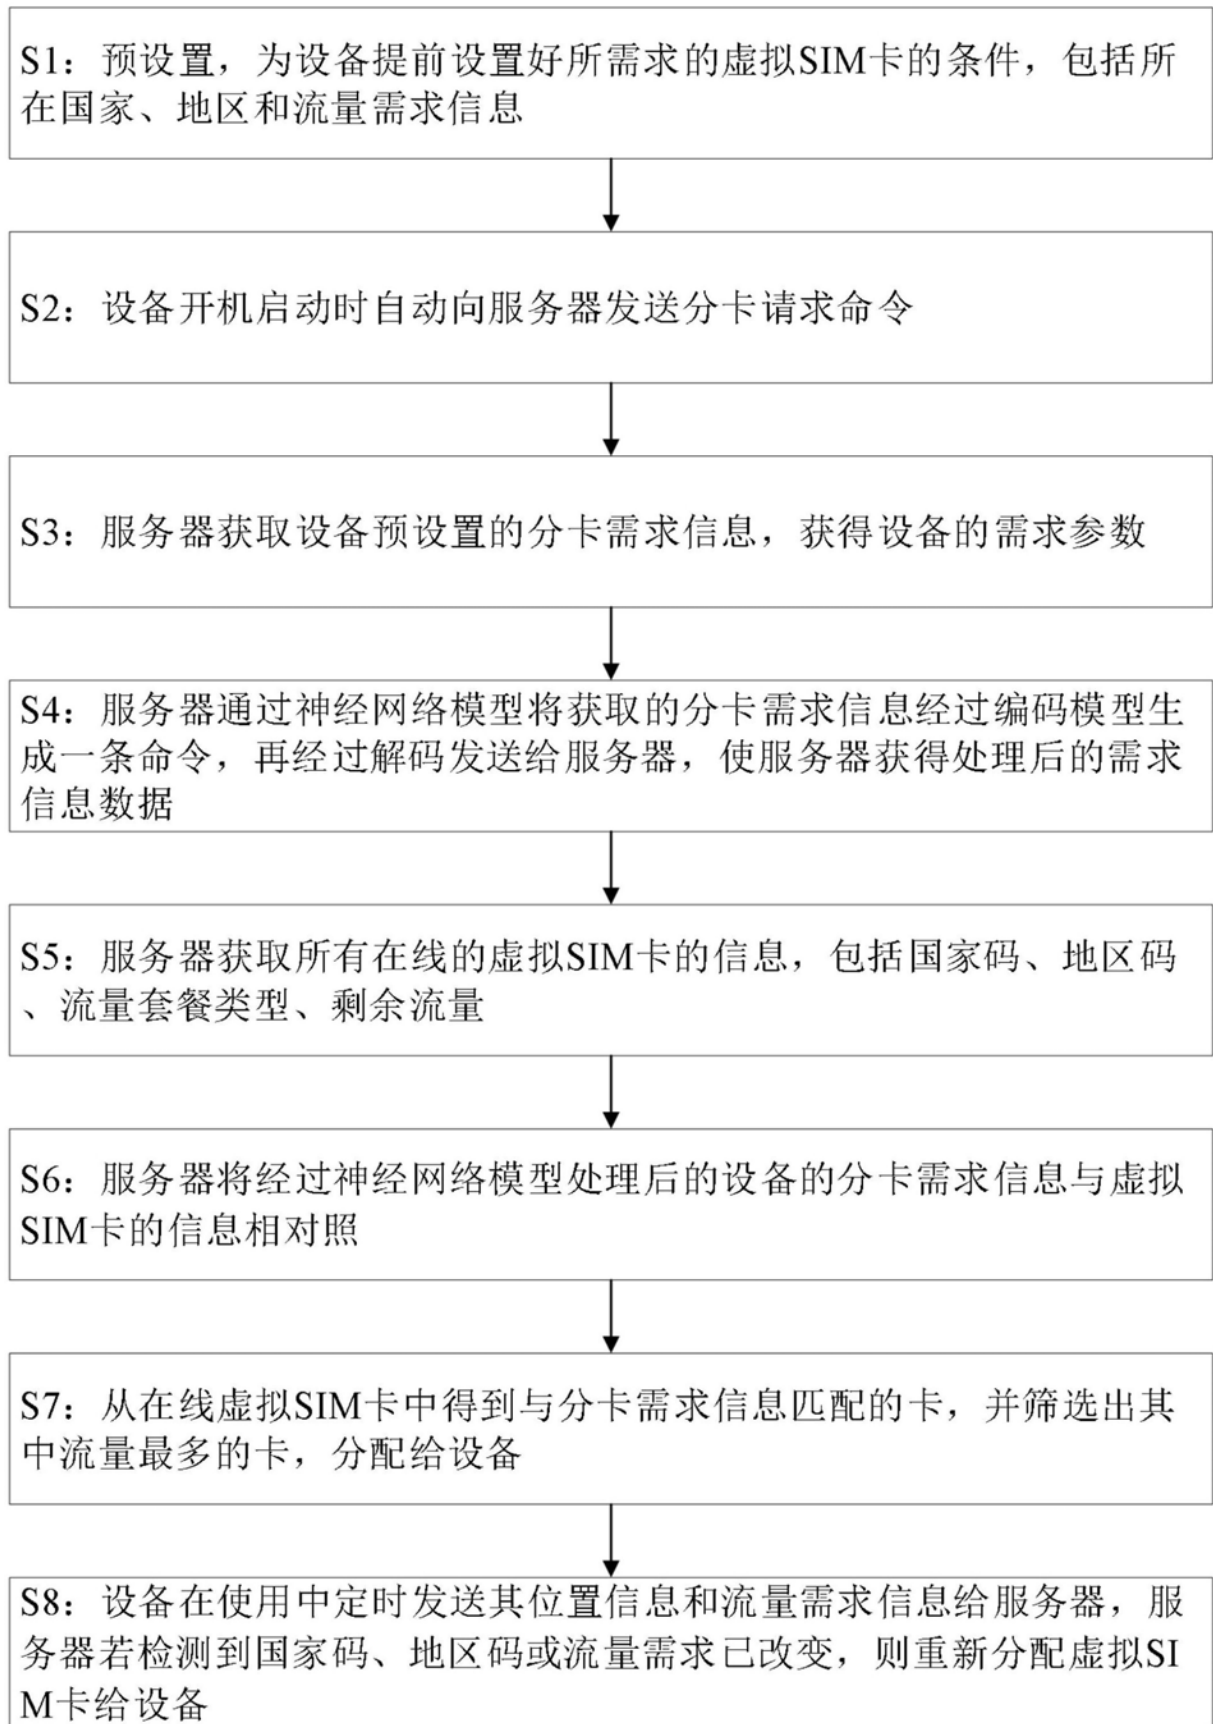 S1：预设置，为设备提前设置好所需求的虚拟SIM卡的条件，包括所
在国家、地区和流量需求信息
S2：设备开机启动时自动向服务器发送分卡请求命令
S3：服务器获取设备预设置的分卡需求信息，获得设备的需求参数
S4：服务器通过神经网络模型将获取的分卡需求信息经过编码模型生
成一条命令，再经过解码发送给服务器，使服务器获得处理后的需求
信息数据
S5：服务器获取所有在线的虚拟SIM卡的信息，包括国家码、地区码
、流量套餐类型、剩余流量
S6：服务器将经过神经网络模型处理后的设备的分卡需求信息与虚拟
SIM卡的信息相对照
S7：从在线虚拟SIM卡中得到与分卡需求信息匹配的卡，并筛选出其
中流量最多的卡，分配给设备
S8：设备在使用中定时发送其位置信息和流量需求信息给服务器，服
务器若检测到国家码、地区码或流量需求已改变，则重新分配虚拟SI
M卡给设备